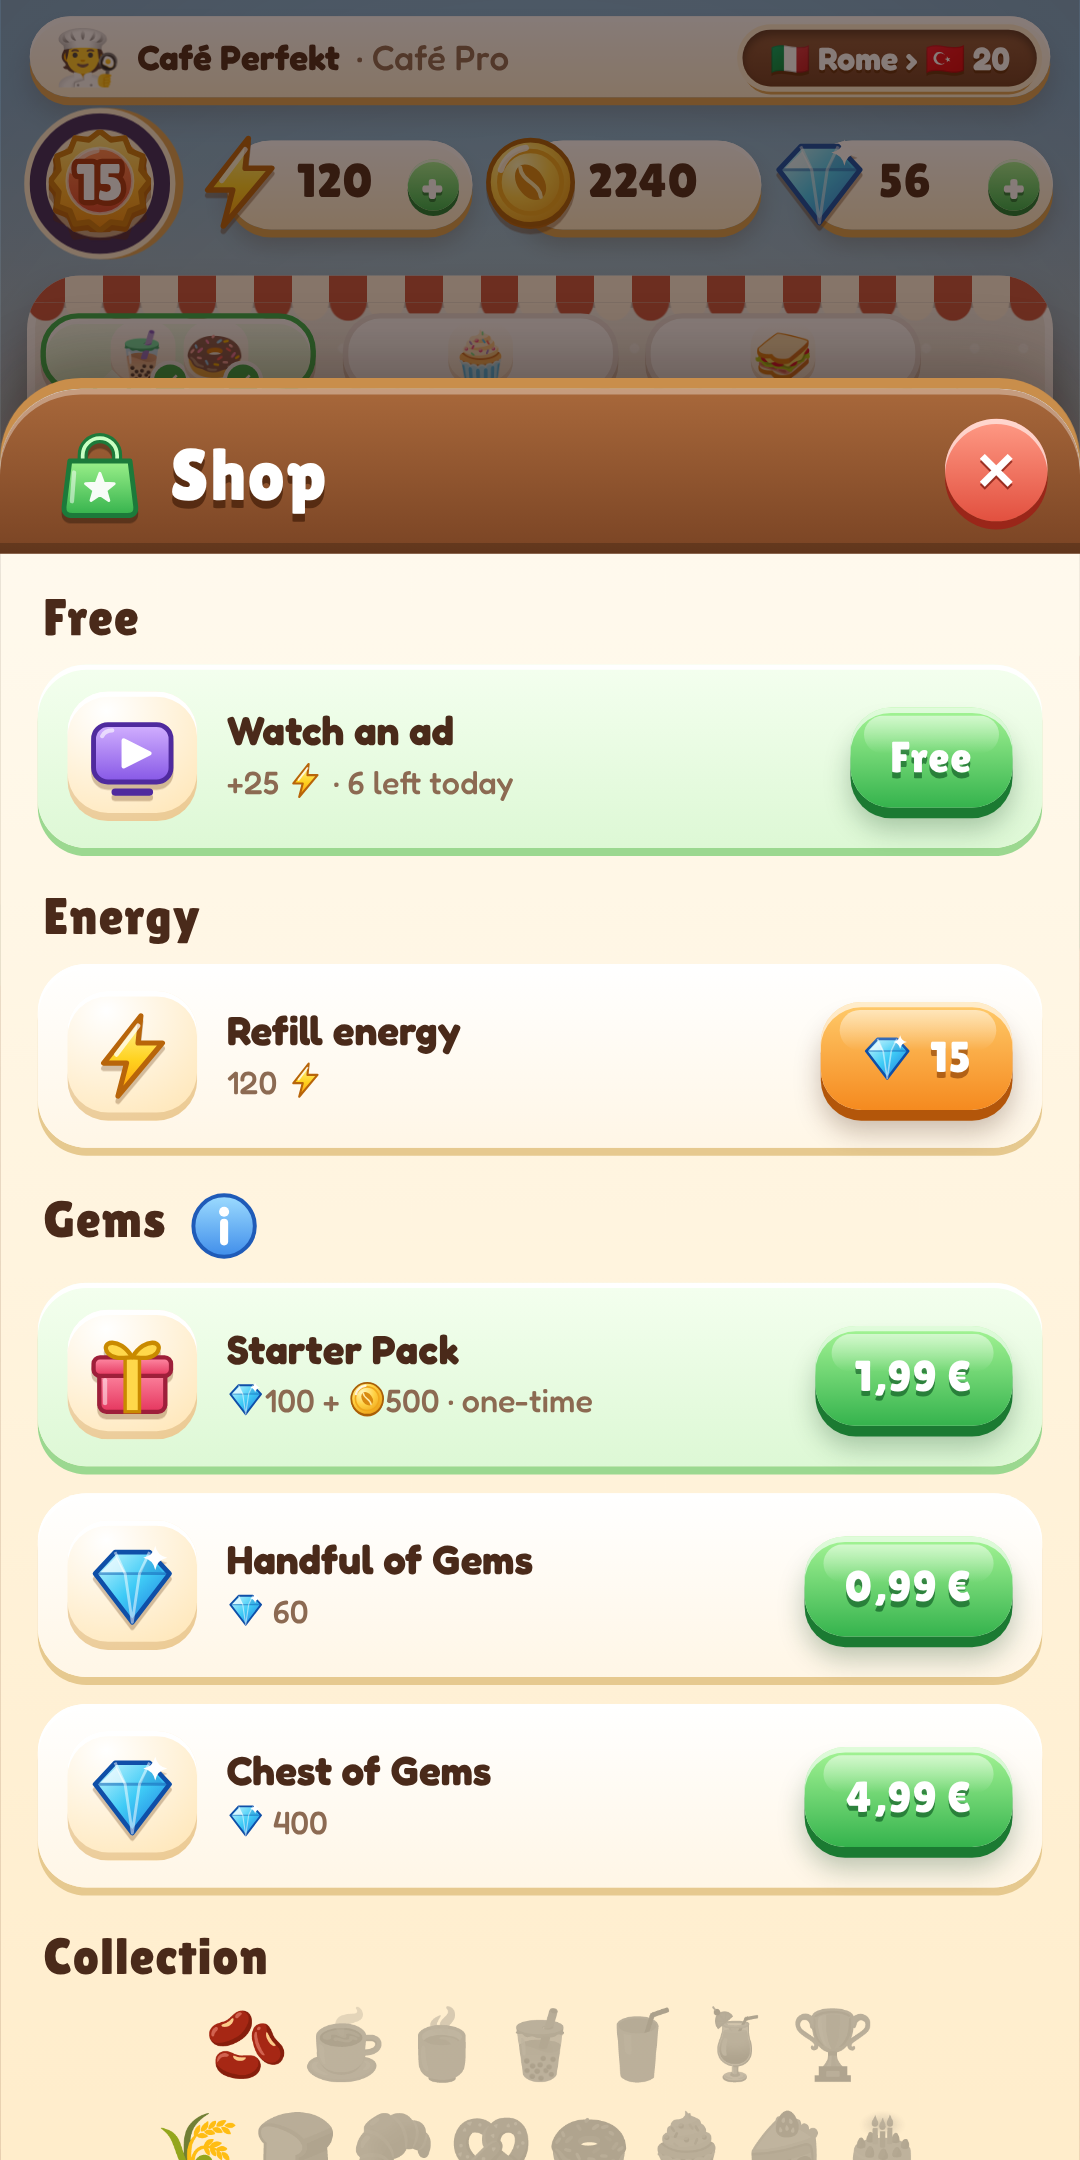 Café Perfekt · Café Pro
Rome › 20
15
120
2240
56
Shop
Free
Watch an ad
+25 · 6 left today
Free
Energy
Refill energy
120
15
Gems
Starter Pack
100 + 500 · one-time
1,99 €
Handful of Gems
60
0,99 €
Chest of Gems
400
4,99 €
Collection